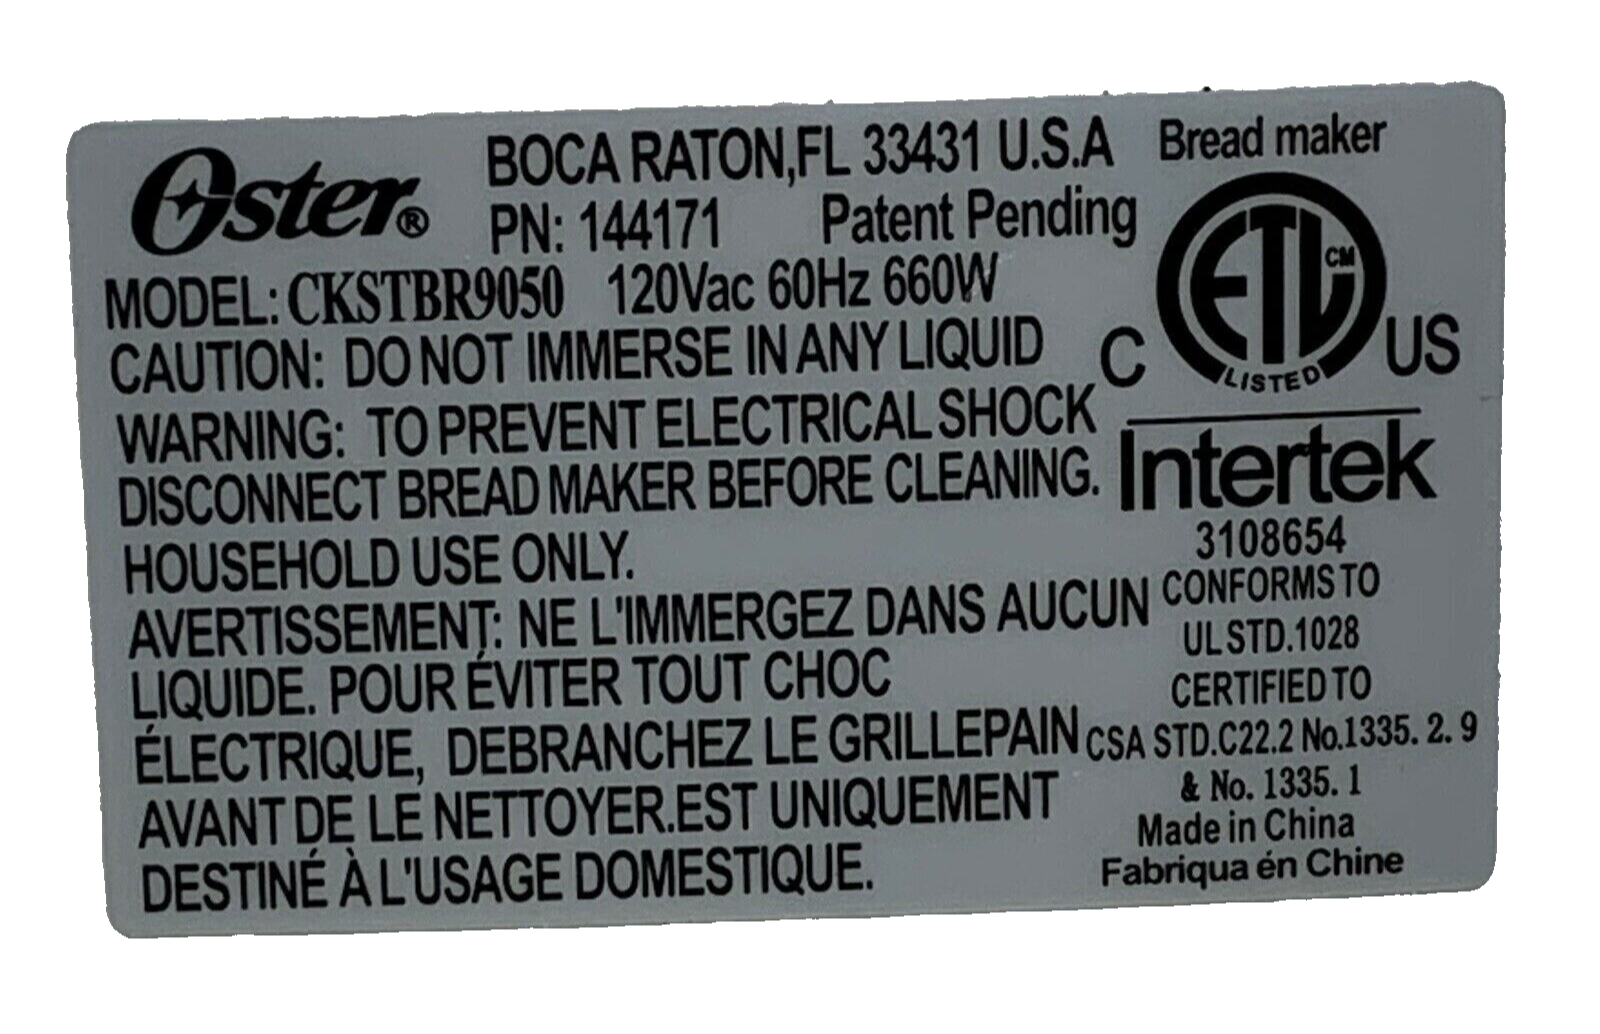 Oster®
BOCA RATON,FL 33431 U.S.A
PN: 144171 Patent Pending
MODEL: CKSTBR9050 120Vac 60Hz 660W
CAUTION: DO NOT IMMERSE IN ANY LIQUID
WARNING: TO PREVENT ELECTRICAL SHOCK
DISCONNECT BREAD MAKER BEFORE CLEANING.
HOUSEHOLD USE ONLY.
AVERTISSEMENT: NE L'IMMERGEZ DANS AUCUN
LIQUIDE. POUR ÉVITER TOUT CHOC
ÉLECTRIQUE, DEBRANCHEZ LE GRILLEPAIN
AVANT DE LE NETTOYER.EST UNIQUEMENT
DESTINÉ À L'USAGE DOMESTIQUE.
Bread maker
ETL CM
C US
LISTED
Intertek
3108654
CONFORMS TO
UL STD.1028
CERTIFIED TO
CSA STD.C22.2 No.1335. 2. 9
& No. 1335. 1
Made in China
Fabriqua én Chine